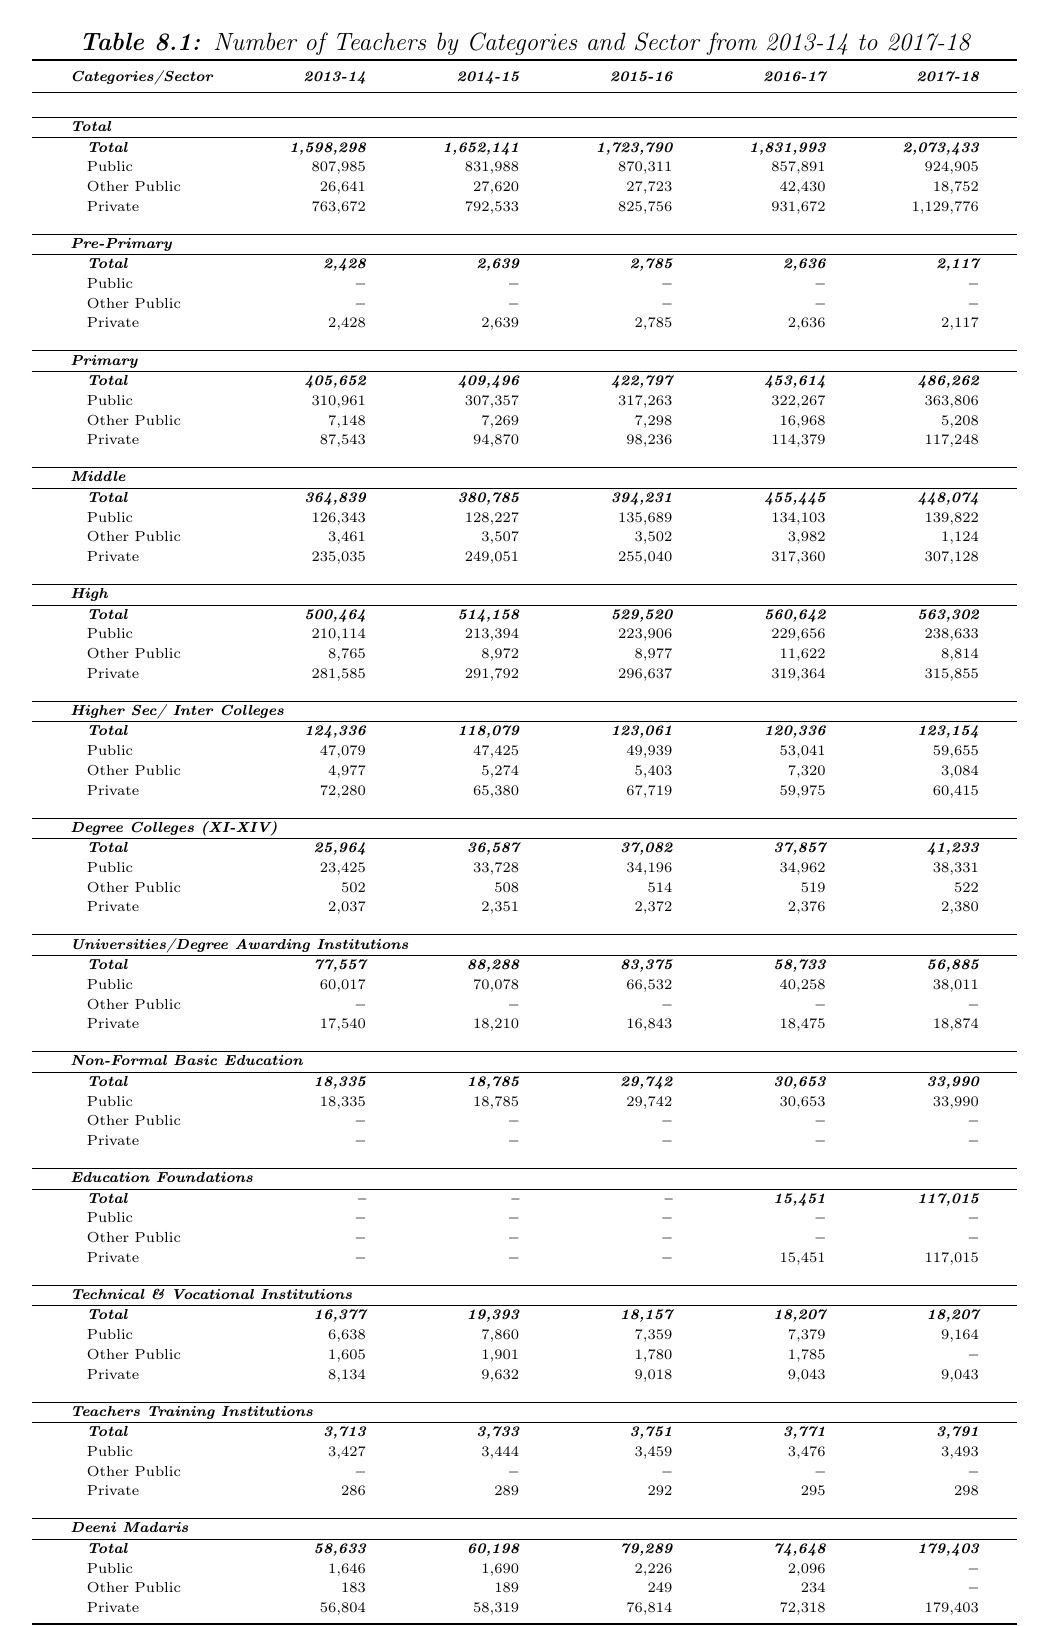 Table 8.1: Number of Teachers by Categories and Sector from 2013-14 to 2017-18
Categories/Sector 2013-14 2014-15 2015-16 2016-17 2017-18
Total
Total 1,598,298 1,652,141 1,723,790 1,831,993 2,073,433
Public 807,985 831,988 870,311 857,891 924,905
Other Public 26,641 27,620 27,723 42,430 18,752
Private 763,672 792,533 825,756 931,672 1,129,776
Pre-Primary
Total 2,428 2,639 2,785 2,636 2,117
Public – – – – –
Other Public – – – – –
Private 2,428 2,639 2,785 2,636 2,117
Primary
Total 405,652 409,496 422,797 453,614 486,262
Public 310,961 307,357 317,263 322,267 363,806
Other Public 7,148 7,269 7,298 16,968 5,208
Private 87,543 94,870 98,236 114,379 117,248
Middle
Total 364,839 380,785 394,231 455,445 448,074
Public 126,343 128,227 135,689 134,103 139,822
Other Public 3,461 3,507 3,502 3,982 1,124
Private 235,035 249,051 255,040 317,360 307,128
High
Total 500,464 514,158 529,520 560,642 563,302
Public 210,114 213,394 223,906 229,656 238,633
Other Public 8,765 8,972 8,977 11,622 8,814
Private 281,585 291,792 296,637 319,364 315,855
Higher Sec/ Inter Colleges
Total 124,336 118,079 123,061 120,336 123,154
Public 47,079 47,425 49,939 53,041 59,655
Other Public 4,977 5,274 5,403 7,320 3,084
Private 72,280 65,380 67,719 59,975 60,415
Degree Colleges (XI-XIV)
Total 25,964 36,587 37,082 37,857 41,233
Public 23,425 33,728 34,196 34,962 38,331
Other Public 502 508 514 519 522
Private 2,037 2,351 2,372 2,376 2,380
Universities/Degree Awarding Institutions
Total 77,557 88,288 83,375 58,733 56,885
Public 60,017 70,078 66,532 40,258 38,011
Other Public – – – – –
Private 17,540 18,210 16,843 18,475 18,874
Non-Formal Basic Education
Total 18,335 18,785 29,742 30,653 33,990
Public 18,335 18,785 29,742 30,653 33,990
Other Public – – – – –
Private – – – – –
Education Foundations
Total – – – 15,451 117,015
Public – – – – –
Other Public – – – – –
Private – – – 15,451 117,015
Technical & Vocational Institutions
Total 16,377 19,393 18,157 18,207 18,207
Public 6,638 7,860 7,359 7,379 9,164
Other Public 1,605 1,901 1,780 1,785 –
Private 8,134 9,632 9,018 9,043 9,043
Teachers Training Institutions
Total 3,713 3,733 3,751 3,771 3,791
Public 3,427 3,444 3,459 3,476 3,493
Other Public – – – – –
Private 286 289 292 295 298
Deeni Madaris
Total 58,633 60,198 79,289 74,648 179,403
Public 1,646 1,690 2,226 2,096 –
Other Public 183 189 249 234 –
Private 56,804 58,319 76,814 72,318 179,403